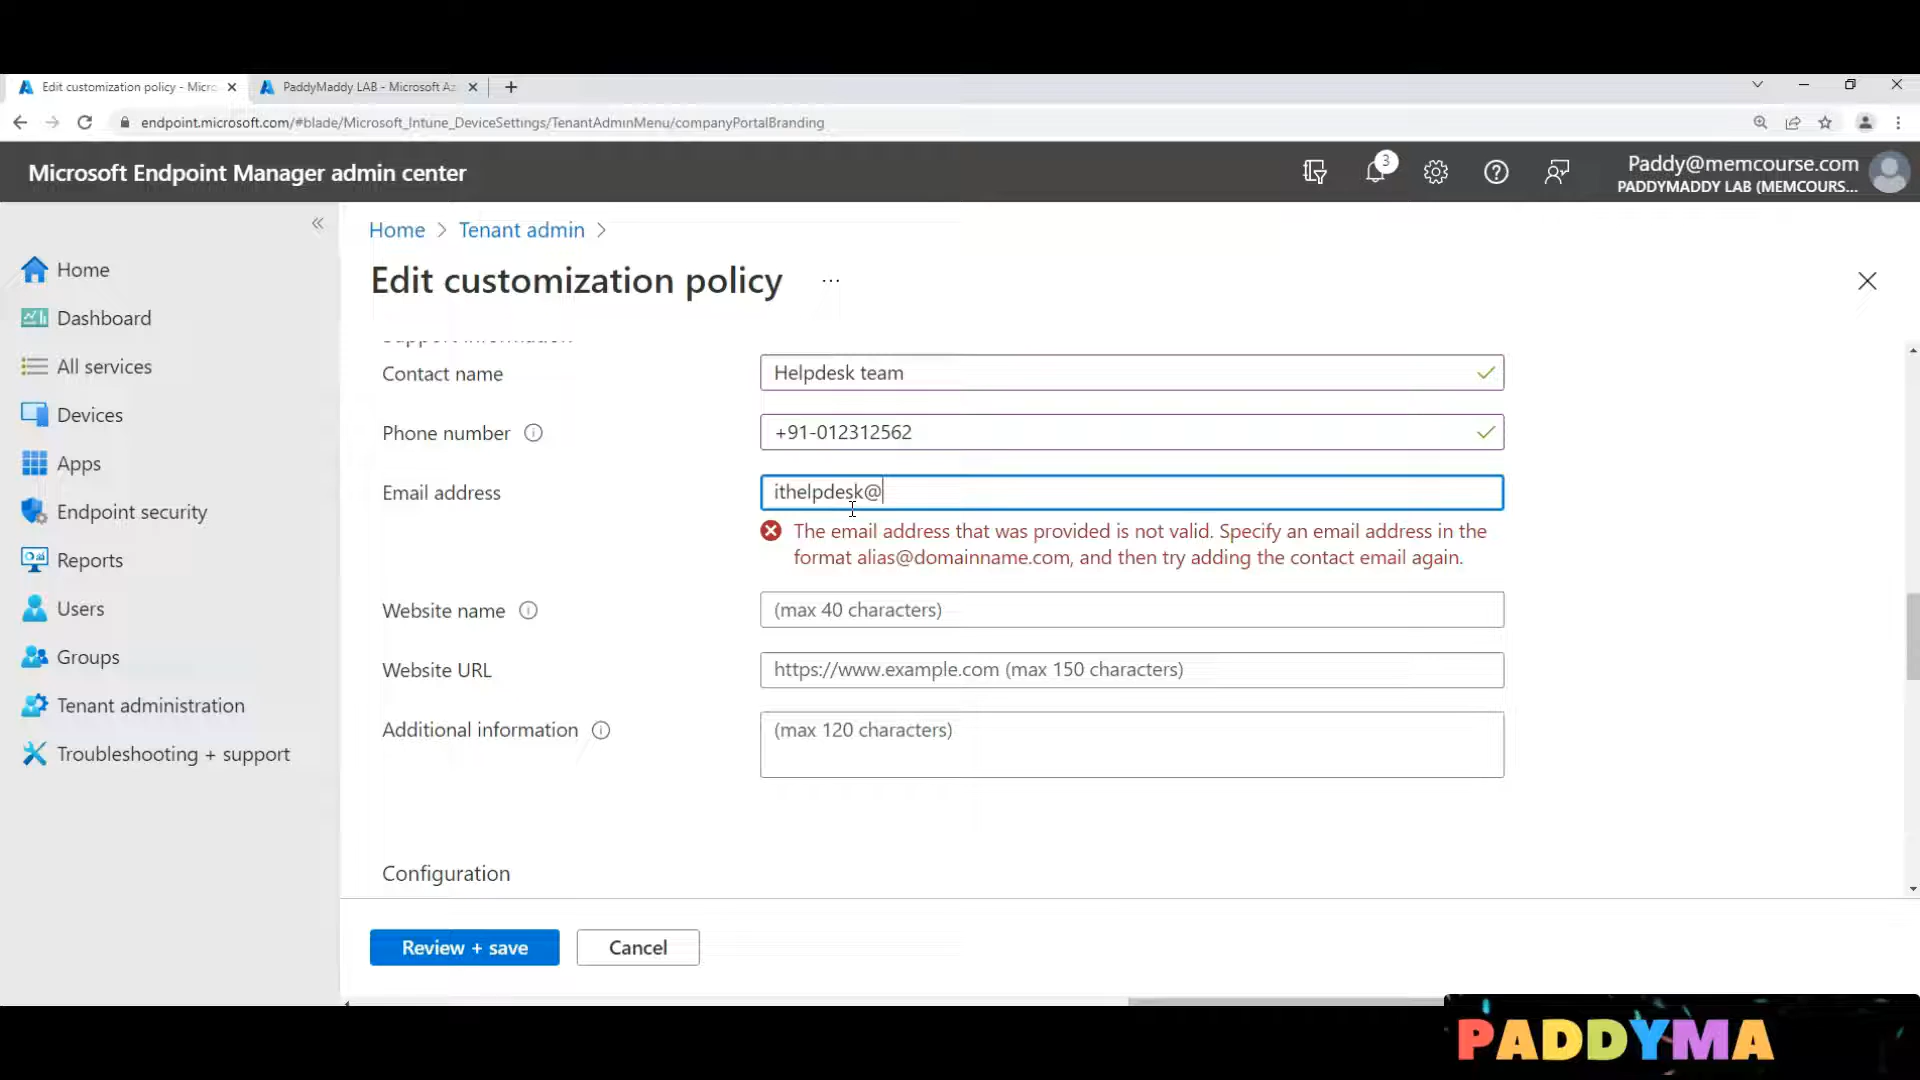 Edit customization policy - Micro
PaddyMaddy LAB - Microsoft Az
endpoint.microsoft.com/#blade/Microsoft_Intune_DeviceSettings/TenantAdminMenu/companyPortalBranding
Microsoft Endpoint Manager admin center
3
Paddy@memcourse.com
PADDYMADDY LAB (MEMCOURS...
Home
Dashboard
All services
Devices
Apps
Endpoint security
Reports
Users
Groups
Tenant administration
Troubleshooting + support
Home > Tenant admin >
Edit customization policy ...
Support information
Contact name
Helpdesk team
Phone number
+91-012312562
Email address
ithelpdesk@
The email address that was provided is not valid. Specify an email address in the
format alias@domainname.com, and then try adding the contact email again.
Website name
(max 40 characters)
Website URL
https://www.example.com (max 150 characters)
Additional information
(max 120 characters)
Configuration
Review + save
Cancel
PADDYMA